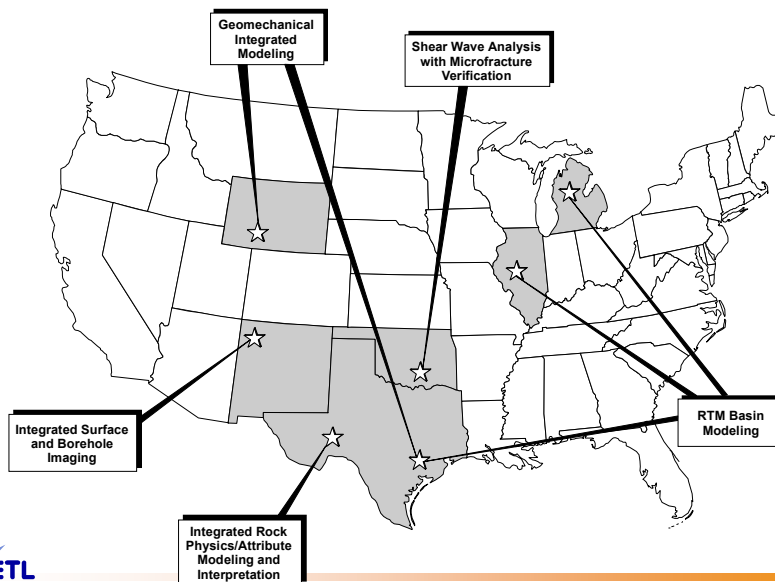 Geomechanical
Integrated
Modeling
Shear Wave Analysis
with Microfracture
Verification
Integrated Surface
and Borehole
Imaging
RTM Basin
Modeling
Integrated Rock
Physics/Attribute
Modeling and
Interpretation
ETL